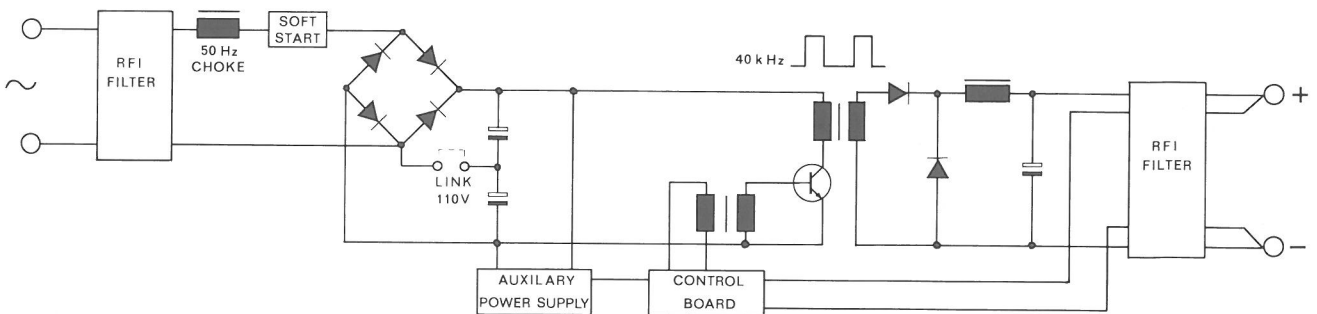 RFI
FILTER
50 Hz
CHOKE
SOFT
START
LINK
110V
40 k Hz
AUXILARY
POWER SUPPLY
CONTROL
BOARD
RFI
FILTER
+
−